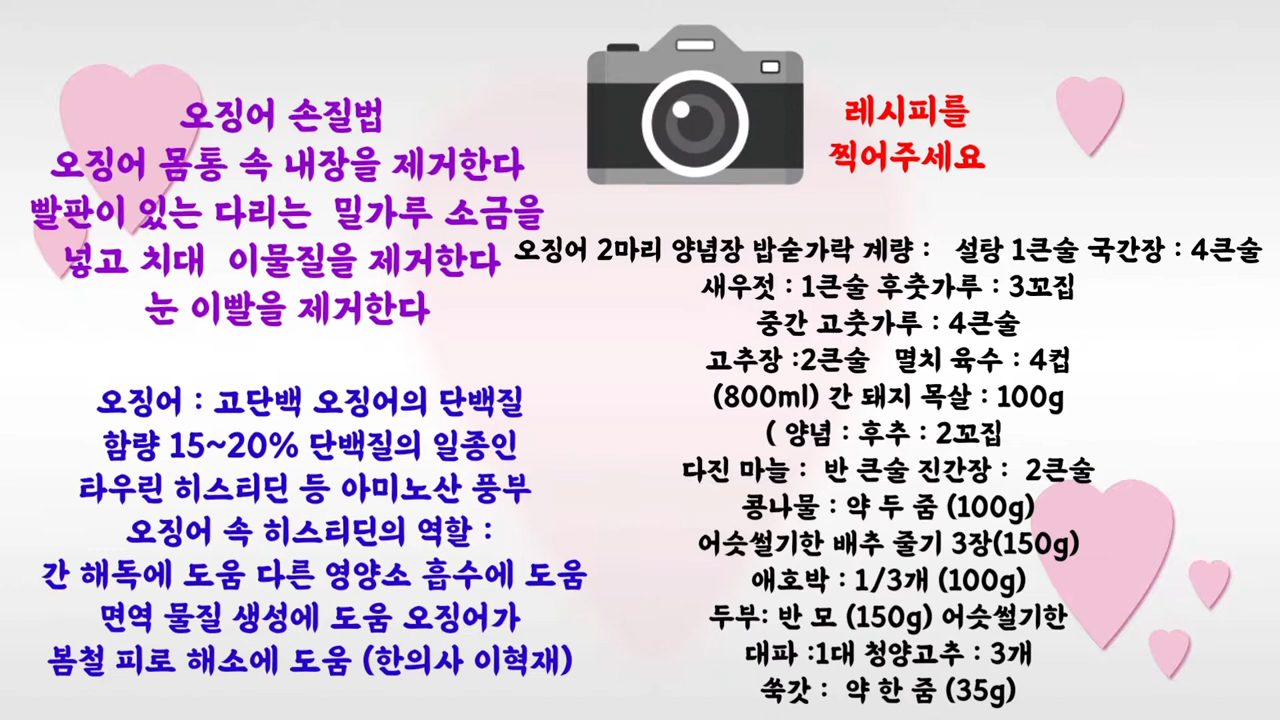 오징어 손질법
오징어 몸통 속 내장을 제거한다
빨판이 있는 다리는 밀가루 소금을
넣고 치대 이물질을 제거한다
눈 이빨을 제거한다
오징어 : 고단백 오징어의 단백질
함량 15~20% 단백질의 일종인
타우린 히스티딘 등 아미노산 풍부
오징어 속 히스티딘의 역할 :
간 해독에 도움 다른 영양소 흡수에 도움
면역 물질 생성에 도움 오징어가
봄철 피로 해소에 도움 (한의사 이혁재)
레시피를
찍어주세요
오징어 2마리 양념장 밥숟가락 계량 : 설탕 1큰술 국간장 : 4큰술
새우젓 : 1큰술 후춧가루 : 3꼬집
중간 고춧가루 : 4큰술
고추장 :2큰술 멸치 육수 : 4컵
(800ml) 간 돼지 목살 : 100g
( 양념 : 후추 : 2꼬집
다진 마늘 : 반 큰술 진간장 : 2큰술
콩나물 : 약 두 줌 (100g)
어슷썰기한 배추 줄기 3장(150g)
애호박 : 1/3개 (100g)
두부: 반 모 (150g) 어슷썰기한
대파 :1대 청양고추 : 3개
쑥갓 : 약 한 줌 (35g)